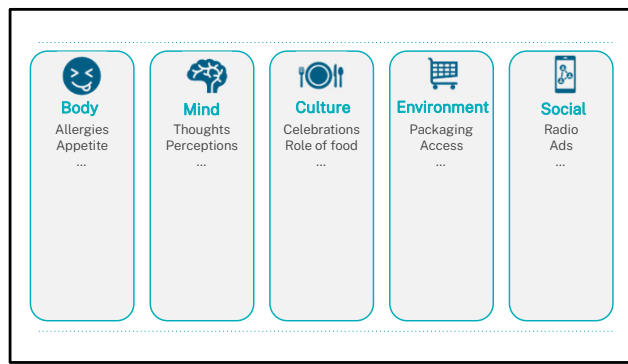 Body
Allergies
Appetite
...
Mind
Thoughts
Perceptions
...
Culture
Celebrations
Role of food
...
Environment
Packaging
Access
...
Social
Radio
Ads
...